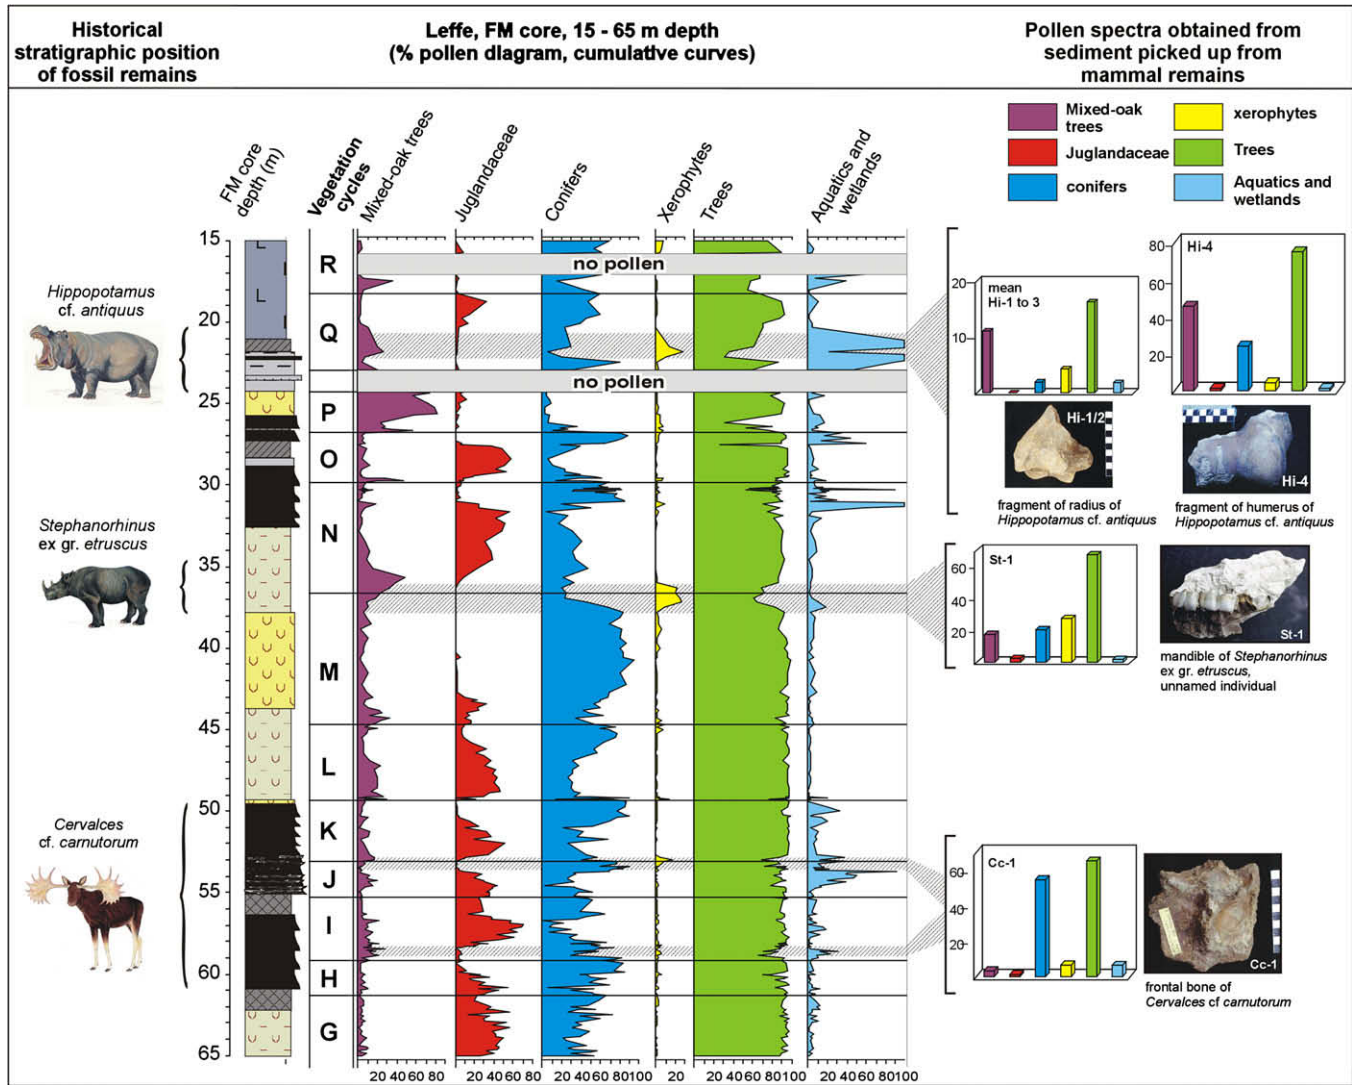 Historical
stratigraphic position
of fossil remains
Leffe, FM core, 15 - 65 m depth
(% pollen diagram, cumulative curves)
Pollen spectra obtained from
sediment picked up from
mammal remains
Mixed-oak
trees
Juglandaceae
conifers
xerophytes
Trees
Aquatics and
wetlands
FM core
depth (m)
Vegetation
cycles
Mixed-oak trees
Juglandaceae
Conifers
Xerophytes
Trees
Aquatics and
wetlands
15
20
25
30
35
40
45
50
55
60
65
L
L
R
Q
P
O
N
M
L
K
J
I
H
G
no pollen
no pollen
Hippopotamus
cf. antiquus
Stephanorhinus
ex gr. etruscus
Cervalces
cf. carnutorum
20 40 60 80
20 40 60 80
20 40 60 80 100
20
20 40 60 80 100
20 40 60 80 100
20
10
mean
Hi-1 to 3
80
60
40
20
Hi-4
Hi-1/2
Hi-4
fragment of radius of
Hippopotamus cf. antiquus
fragment of humerus of
Hippopotamus cf. antiquus
60
40
20
St-1
St-1
mandible of Stephanorhinus
ex gr. etruscus,
unnamed individual
60
40
20
Cc-1
Cc-1
frontal bone of
Cervalces cf carnutorum